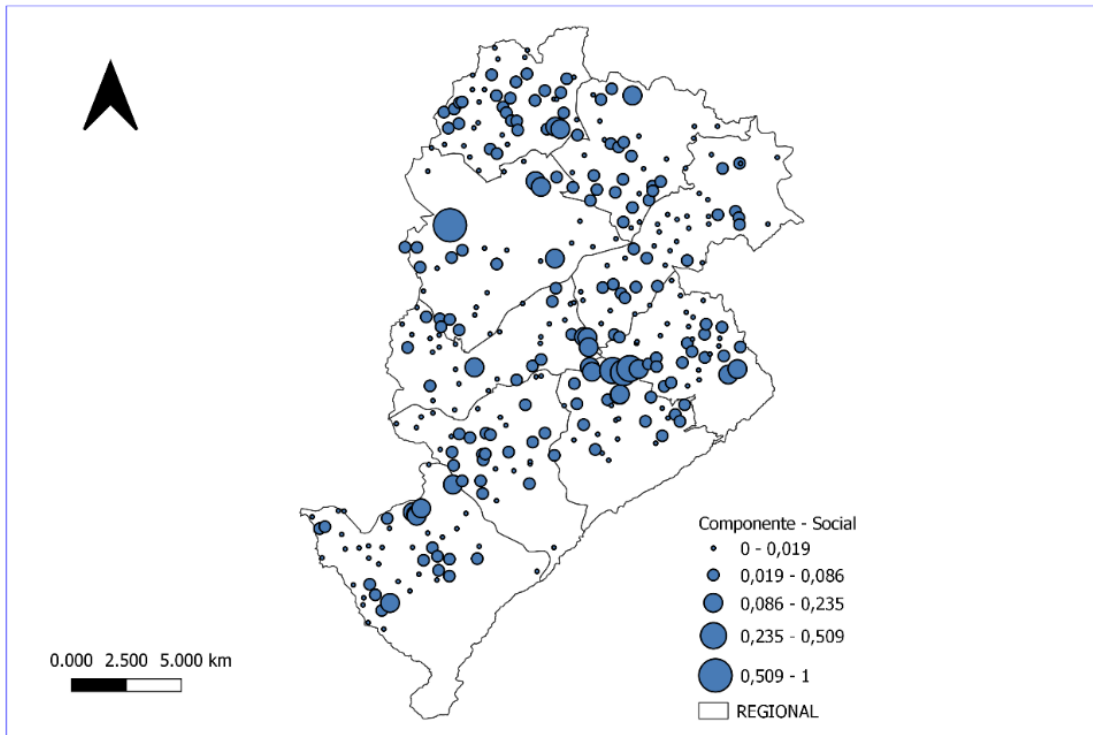 Componente - Social
0 - 0,019
0,019 - 0,086
0,086 - 0,235
0,235 - 0,509
0,509 - 1
REGIONAL
0.000 2.500 5.000 km